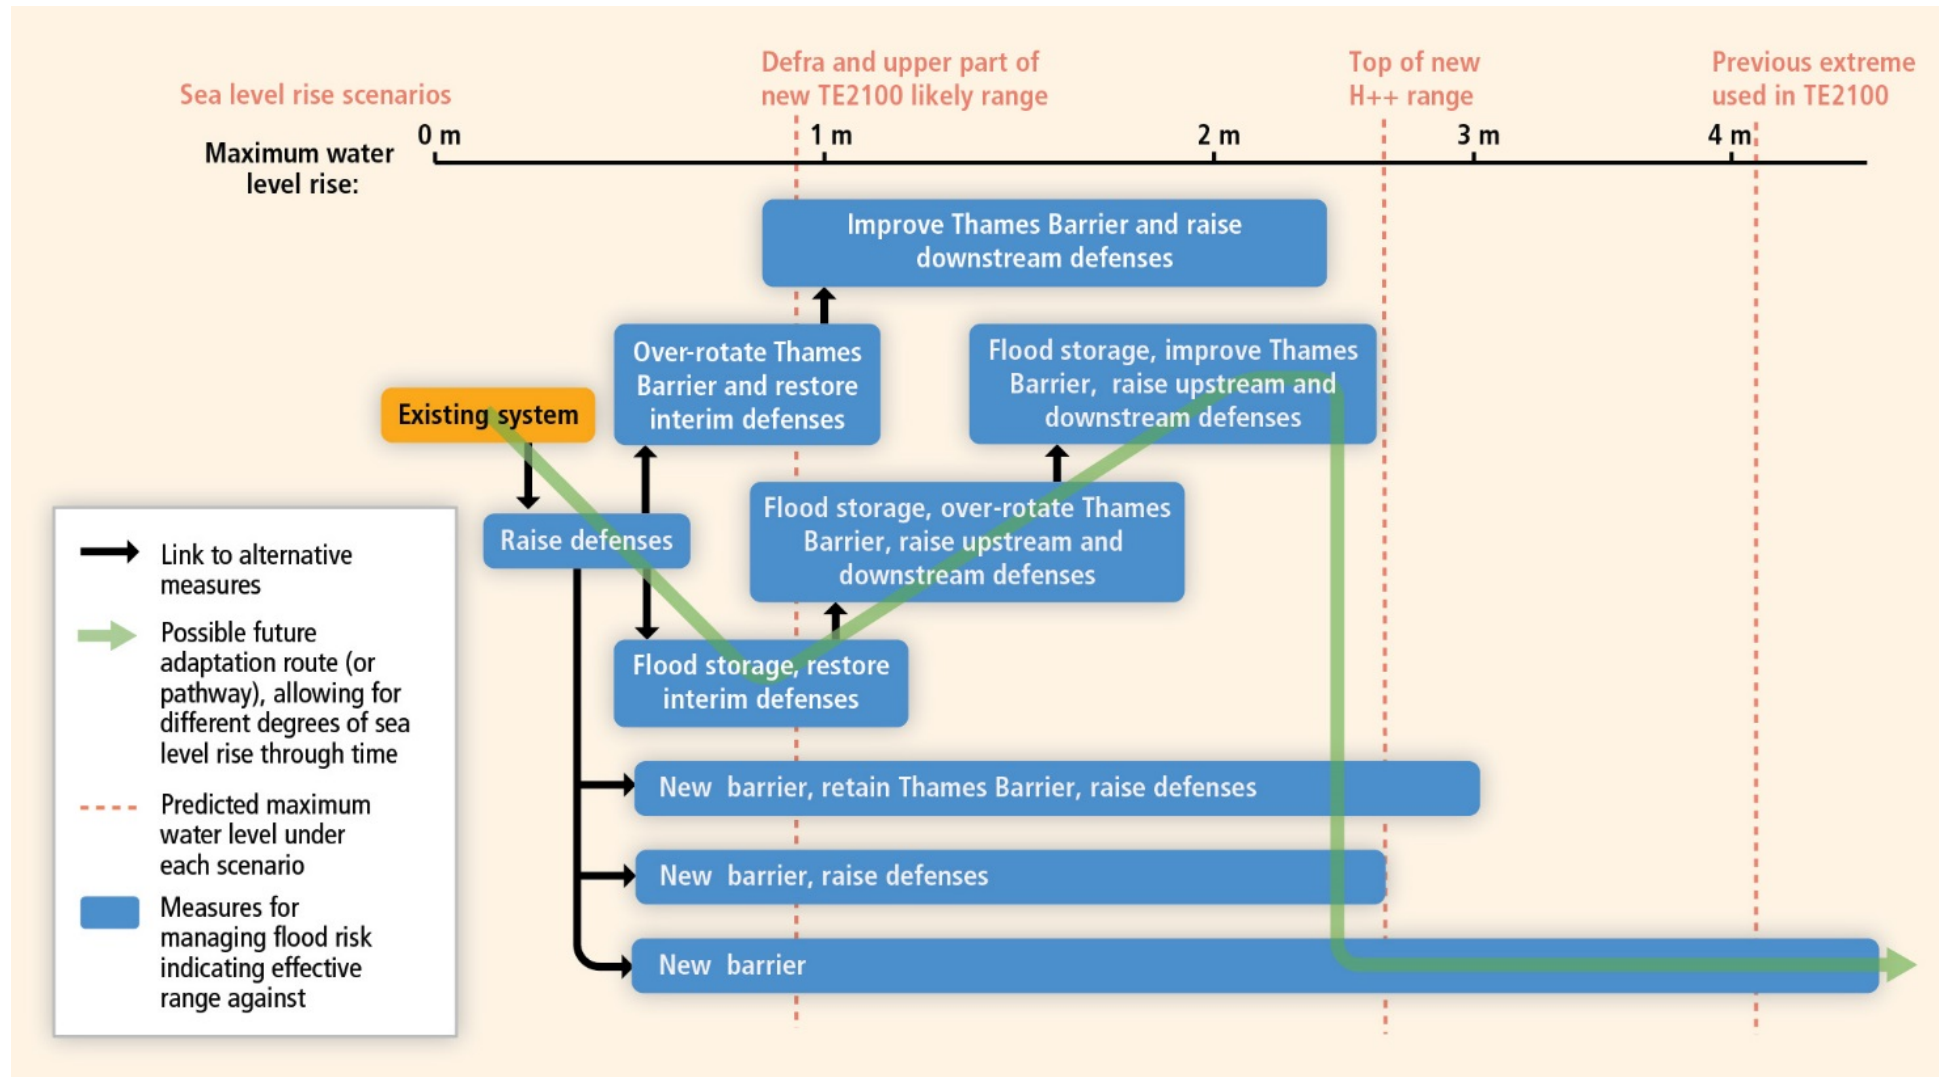 Defra and upper part of
new TE2100 likely range
Top of new
H++ range
Previous extreme
used in TE2100
Sea level rise scenarios
Maximum water
level rise:
0 m
1 m
2 m
3 m
4 m
Improve Thames Barrier and raise
downstream defenses
Over-rotate Thames
Barrier and restore
interim defenses
Flood storage, improve Thames
Barrier, raise upstream and
downstream defenses
Existing system
Raise defenses
Flood storage, over-rotate Thames
Barrier, raise upstream and
downstream defenses
Flood storage, restore
interim defenses
New barrier, retain Thames Barrier, raise defenses
New barrier, raise defenses
New barrier
Link to alternative
measures
Possible future
adaptation route (or
pathway), allowing for
different degrees of sea
level rise through time
Predicted maximum
water level under
each scenario
Measures for
managing flood risk
indicating effective
range against